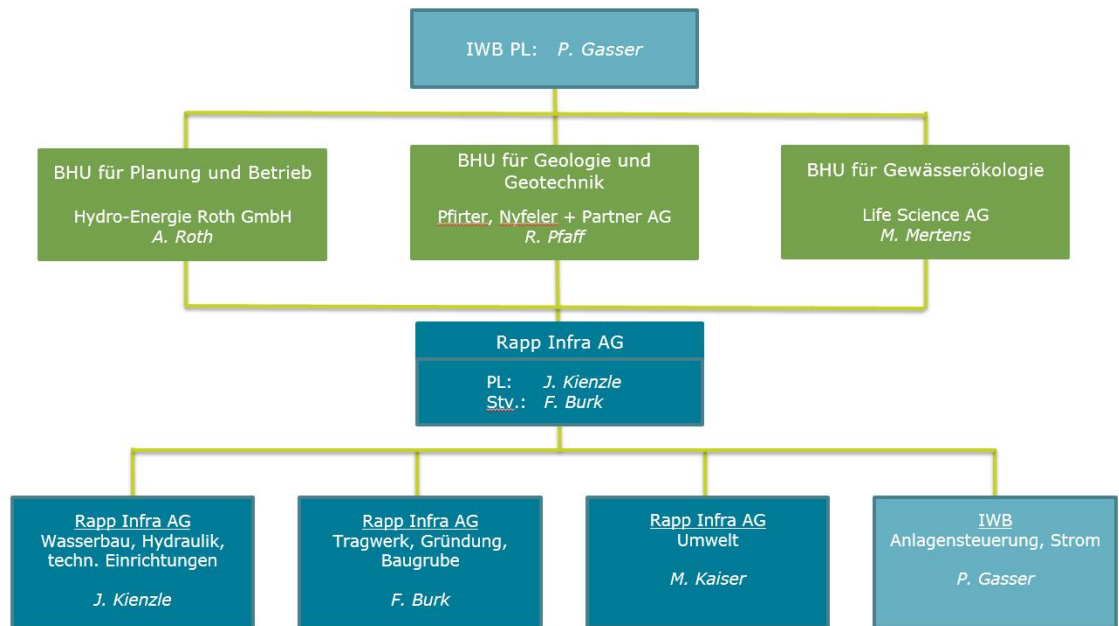 IWB PL: P. Gasser
BHU für Planung und Betrieb
Hydro-Energie Roth GmbH
A. Roth
BHU für Geologie und
Geotechnik
Pfirter, Nyfeler + Partner AG
R. Pfaff
BHU für Gewässerökologie
Life Science AG
M. Mertens
Rapp Infra AG
PL: J. Kienzle
Stv.: F. Burk
Rapp Infra AG
Wasserbau, Hydraulik,
techn. Einrichtungen
J. Kienzle
Rapp Infra AG
Tragwerk, Gründung,
Baugrube
F. Burk
Rapp Infra AG
Umwelt
M. Kaiser
IWB
Anlagensteuerung, Strom
P. Gasser